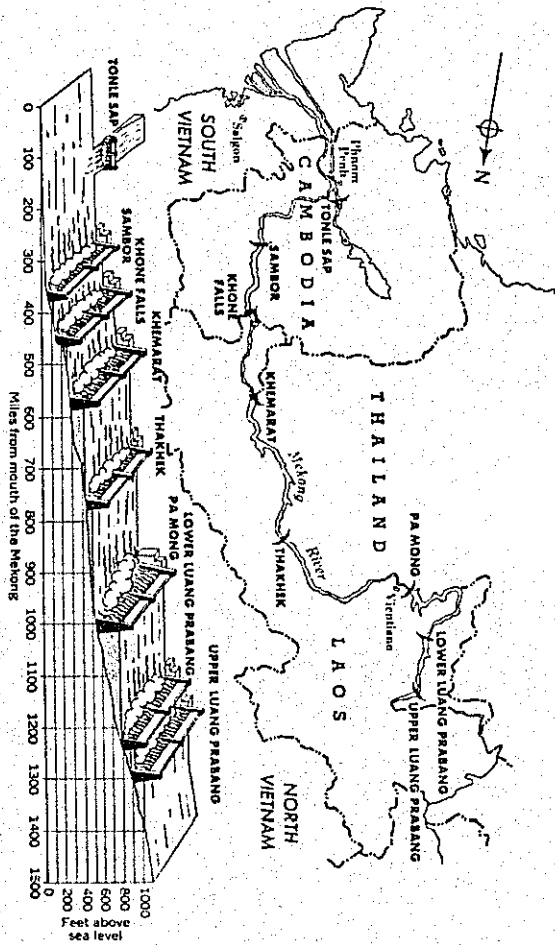 N
THAILAND
LAOS
NORTH
VIETNAM
CAMBODIA
SOUTH
VIETNAM
Saigon
Phnom
Penh
TONLE SAP
SAMBOR
KHONE
FALLS
KHEMARAT
Mekong
River
THAKHEK
PA MONG
Vientiane
LOWER LUANG PRABANG
UPPER LUANG PRABANG
TONLE SAP
SAMBOR
KHONE FALLS
KHEMARAT
THAKHEK
PA MONG
LOWER LUANG PRABANG
UPPER LUANG PRABANG
0 100 200 300 400 500 600 700 800 900 1000 1100 1200 1300 1400 1500
Miles from mouth of the Mekong
0
200
400
600
800
1000
Feet above
sea level